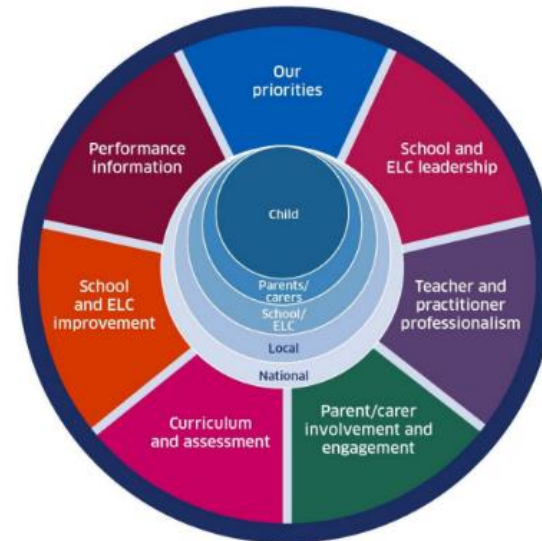 Our
priorities
School and
ELC leadership
Teacher and
practitioner
professionalism
Parent/carer
involvement and
engagement
Curriculum
and assessment
School
and ELC
improvement
Performance
information
Child
Parents/
carers
School/
ELC
Local
National